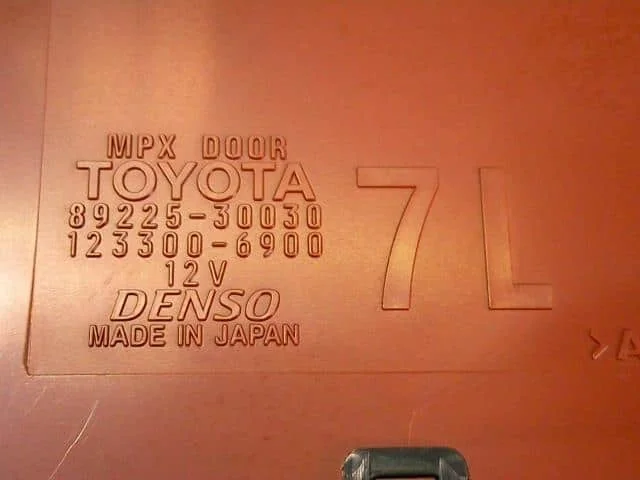 MPX DOOR
TOYOTA
89225-30030
123300-6900
12V
DENSO
MADE IN JAPAN
7L
>A